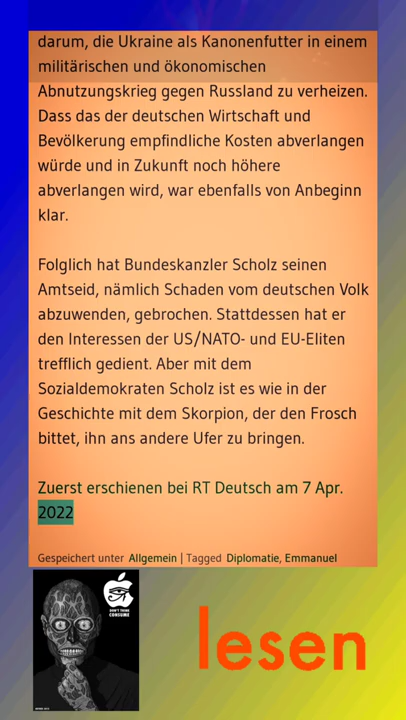 darum, die Ukraine als Kanonenfutter in einem
militärischen und ökonomischen
Abnutzungskrieg gegen Russland zu verheizen.
Dass das der deutschen Wirtschaft und
Bevölkerung empfindliche Kosten abverlangen
würde und in Zukunft noch höhere
abverlangen wird, war ebenfalls von Anbeginn
klar.
Folglich hat Bundeskanzler Scholz seinen
Amtseid, nämlich Schaden vom deutschen Volk
abzuwenden, gebrochen. Stattdessen hat er
den Interessen der US/NATO- und EU-Eliten
trefflich gedient. Aber mit dem
Sozialdemokraten Scholz ist es wie in der
Geschichte mit dem Skorpion, der den Frosch
bittet, ihn ans andere Ufer zu bringen.
Zuerst erschienen bei RT Deutsch am 7 Apr.
2022
Gespeichert unter Allgemein | Tagged Diplomatie, Emmanuel
DON'T THINK
CONSUME
lesen